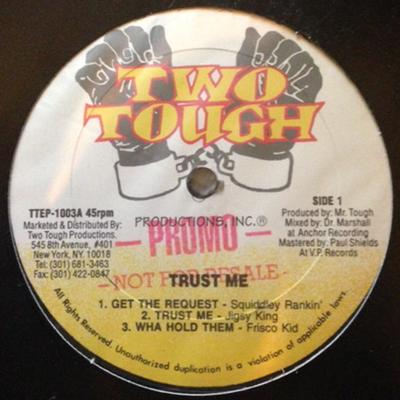 TWO
TOUGH
PRODUCTIONS, INC.®
TTEP-1003A 45rpm
Marketed & Distributed By:
Two Tough Productions.
545 8th Avenue, #401
New York, NY. 10018
Tel: (301) 681-3463
Fax: (301) 422-0847
SIDE 1
Produced by: Mr. Tough
Mixed by: Dr. Marshall
at Anchor Recording
Mastered by: Paul Shields
At V.P. Records
— PROMO —
- NOT FOR RESALE -
TRUST ME
1. GET THE REQUEST - Squiddley Rankin'
2. TRUST ME - Jigsy King
3. WHA HOLD THEM - Frisco Kid
All rights reserved. Unauthorized duplication is a violation of applicable laws.